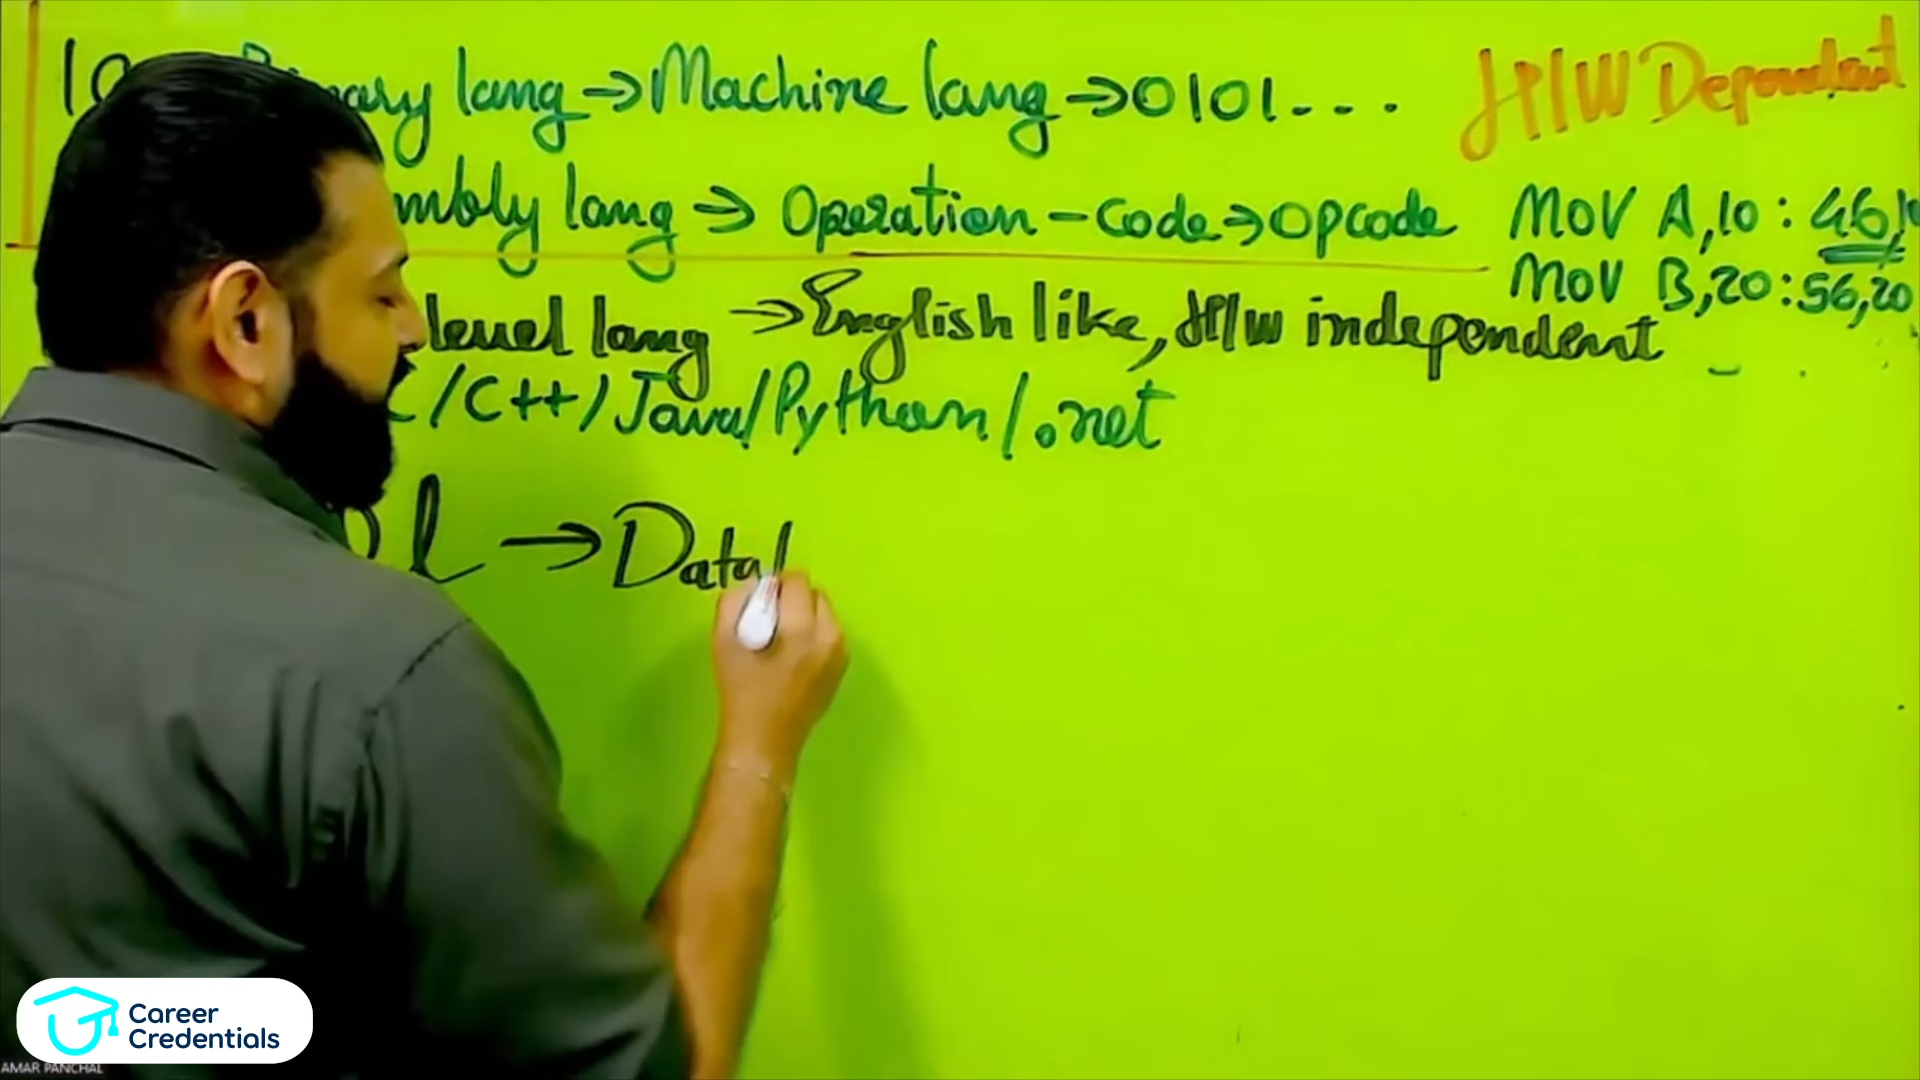 lang → Machine lang → 0101... H/W Dependent
lang → Operation-Code → Opcode MOV A,10 : 46,
MOV B,20 : 56,20
level lang → English like, H/W independent
C/C++/Java/Python/.net
l → Data
Career
Credentials
AMAR PANCHAL